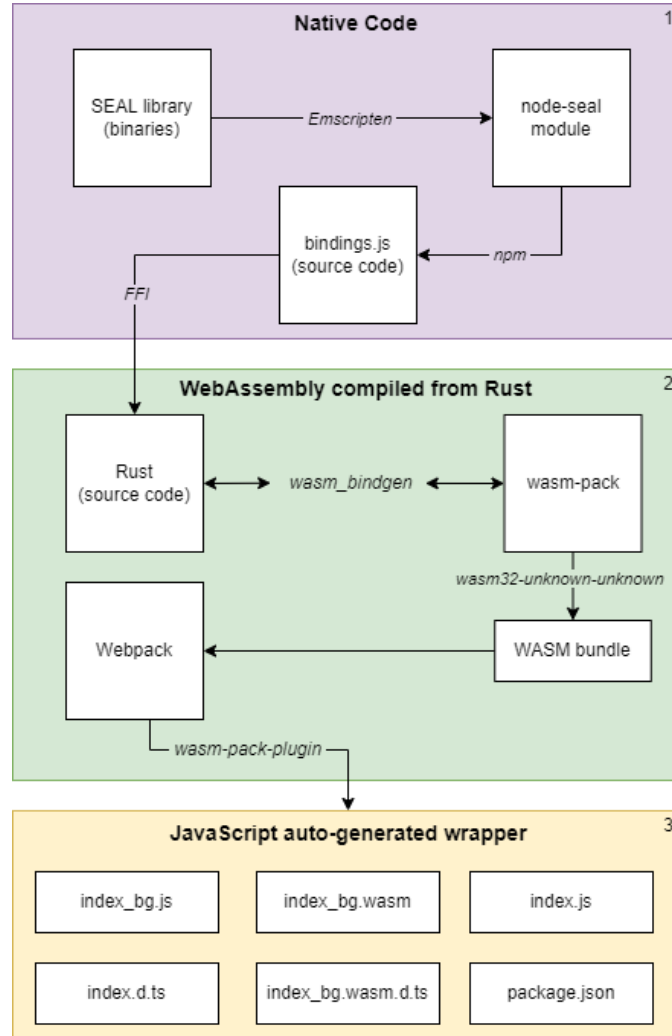 Native Code
1
SEAL library
(binaries)
Emscripten
node-seal
module
bindings.js
(source code)
npm
FFI
WebAssembly compiled from Rust
2
Rust
(source code)
wasm_bindgen
wasm-pack
wasm32-unknown-unknown
Webpack
WASM bundle
wasm-pack-plugin
JavaScript auto-generated wrapper
3
index_bg.js
index_bg.wasm
index.js
index.d.ts
index_bg.wasm.d.ts
package.json